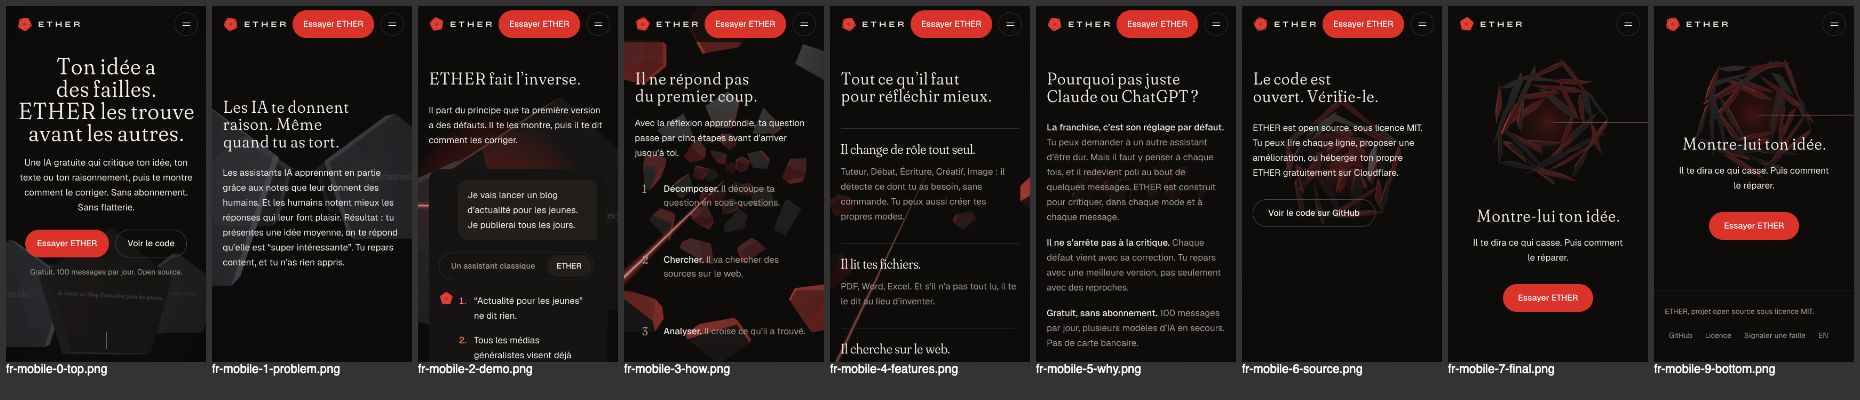 ETHER
Ton idée a
des failles.
ETHER les trouve
avant les autres.
Une IA gratuite qui critique ton idée, ton
texte ou ton raisonnement, puis te montre
comment le corriger. Sans abonnement.
Sans flatterie.
Essayer ETHER
Voir le code
Gratuit. 100 messages par jour. Open source.
fr-mobile-0-top.png
ETHER
Essayer ETHER
Les IA te donnent
raison. Même
quand tu as tort.
Les assistants IA apprennent en partie
grâce aux notes que leur donnent des
humains. Et les humains notent mieux les
réponses qui leur font plaisir. Résultat : tu
présentes une idée moyenne, on te répond
qu'elle est “super intéressante”. Tu repars
content, et tu n'as rien appris.
fr-mobile-1-problem.png
ETHER
Essayer ETHER
ETHER fait l'inverse.
Il part du principe que ta première version
a des défauts. Il te les montre, puis il te dit
comment les corriger.
Je vais lancer un blog
d'actualité pour les jeunes.
Je publierai tous les jours.
Un assistant classique
ETHER
1. “Actualité pour les jeunes”
ne dit rien.
2. Tous les médias
généralistes visent déjà
fr-mobile-2-demo.png
ETHER
Essayer ETHER
Il ne répond pas
du premier coup.
Avec la réflexion approfondie, ta question
passe par cinq étapes avant d'arriver
jusqu'à toi.
1 Décomposer. Il découpe ta
question en sous-questions.
2 Chercher. Il va chercher des
sources sur le web.
3 Analyser. Il croise ce qu'il a trouvé.
fr-mobile-3-how.png
ETHER
Essayer ETHER
Tout ce qu'il faut
pour réfléchir mieux.
Il change de rôle tout seul.
Tuteur, Débat, Écriture, Créatif, Image : il
détecte ce dont tu as besoin, sans
commande. Tu peux aussi créer tes
propres modes.
Il lit tes fichiers.
PDF, Word, Excel. Et s'il n'a pas tout lu, il te
le dit au lieu d'inventer.
Il cherche sur le web.
fr-mobile-4-features.png
ETHER
Essayer ETHER
Pourquoi pas juste
Claude ou ChatGPT ?
La franchise, c'est son réglage par défaut.
Tu peux demander à un autre assistant
d'être dur. Mais il faut y penser à chaque
fois, et il redevient poli au bout de
quelques messages. ETHER est construit
pour critiquer, dans chaque mode et à
chaque message.
Il ne s'arrête pas à la critique. Chaque
défaut vient avec sa correction. Tu repars
avec une meilleure version, pas seulement
avec des reproches.
Gratuit, sans abonnement. 100 messages
par jour, plusieurs modèles d'IA en secours.
Pas de carte bancaire.
fr-mobile-5-why.png
ETHER
Essayer ETHER
Le code est
ouvert. Vérifie-le.
ETHER est open source, sous licence MIT.
Tu peux lire chaque ligne, proposer une
amélioration, ou héberger ton propre
ETHER gratuitement sur Cloudflare.
Voir le code sur GitHub
fr-mobile-6-source.png
ETHER
Montre-lui ton idée.
Il te dira ce qui casse. Puis comment
le réparer.
Essayer ETHER
fr-mobile-7-final.png
ETHER
Montre-lui ton idée.
Il te dira ce qui casse. Puis comment
le réparer.
Essayer ETHER
ETHER, projet open source sous licence MIT.
GitHub Licence Signaler une faille EN
fr-mobile-9-bottom.png